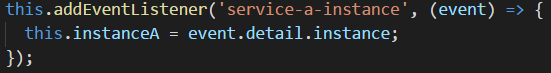 this.addEventListener('service-a-instance', (event) => {
  this.instanceA = event.detail.instance;
});